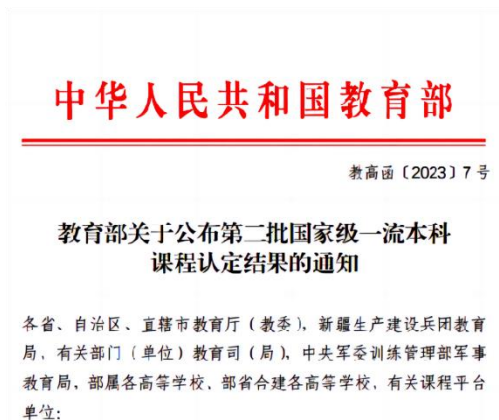 中华人民共和国教育部
教高函〔2023〕7 号
教育部关于公布第二批国家级一流本科
课程认定结果的通知
各省、自治区、直辖市教育厅（教委），新疆生产建设兵团教育
局，有关部门（单位）教育司（局），中央军委训练管理部军事
教育局，部属各高等学校、部省合建各高等学校，有关课程平台
单位：